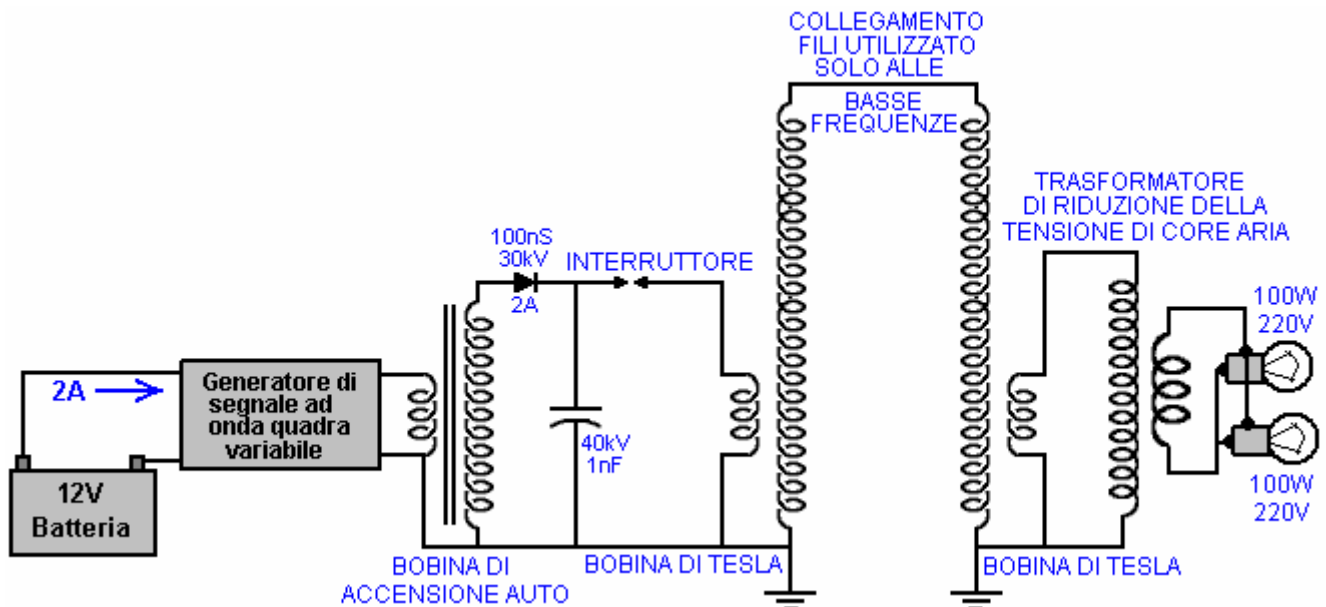 COLLEGAMENTO
FILI UTILIZZATO
SOLO ALLE
BASSE
FREQUENZE
TRASFORMATORE
DI RIDUZIONE DELLA
TENSIONE DI CORE ARIA
100nS
30kV
2A
INTERRUTTORE
100W
220V
2A
Generatore di
segnale ad
onda quadra
variabile
40kV
1nF
12V
Batteria
100W
220V
BOBINA DI
ACCENSIONE AUTO
BOBINA DI TESLA
BOBINA DI TESLA